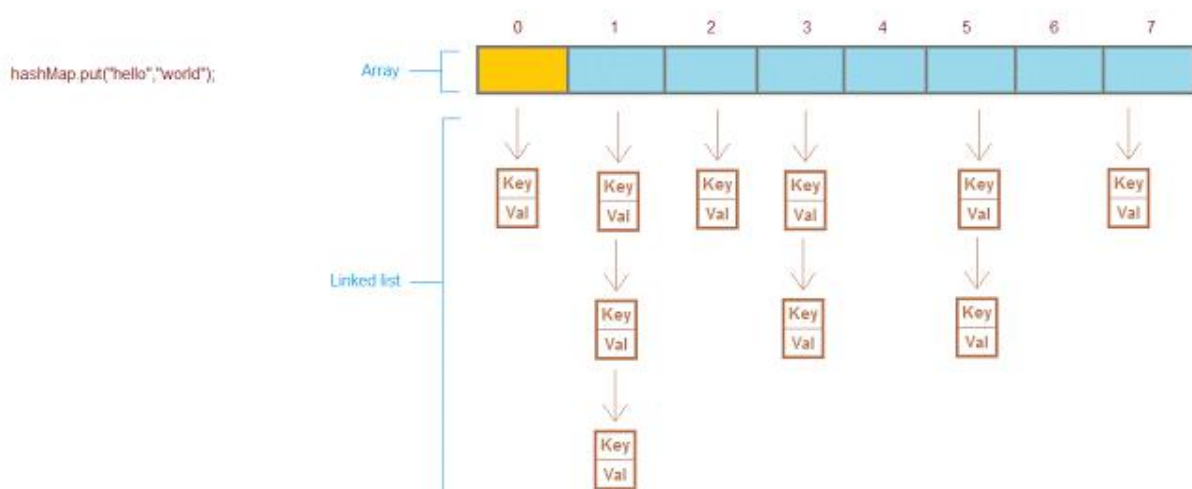 0 1 2 3 4 5 6 7
hashMap.put("hello","world");
Array
Key Key Key Key Key Key
Val Val Val Val Val Val
Linked list
Key Key Key
Val Val Val
Key
Val